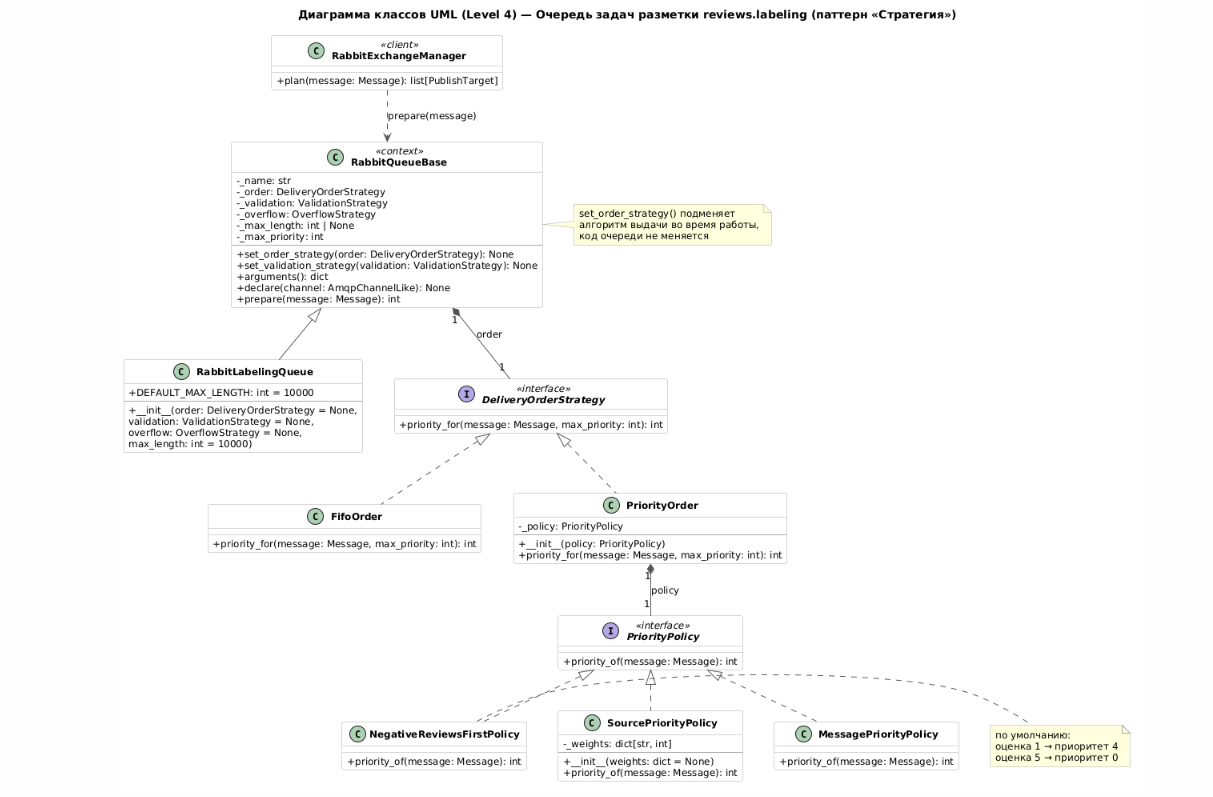 Диаграмма классов UML (Level 4) — Очередь задач разметки reviews.labeling (паттерн «Стратегия»)
C
«client»
RabbitExchangeManager
+plan(message: Message): list[PublishTarget]
prepare(message)
C
«context»
RabbitQueueBase
-_name: str
-_order: DeliveryOrderStrategy
-_validation: ValidationStrategy
-_overflow: OverflowStrategy
-_max_length: int | None
-_max_priority: int
+set_order_strategy(order: DeliveryOrderStrategy): None
+set_validation_strategy(validation: ValidationStrategy): None
+arguments(): dict
+declare(channel: AmqpChannelLike): None
+prepare(message: Message): int
set_order_strategy() подменяет
алгоритм выдачи во время работы,
код очереди не меняется
1
order
1
C
RabbitLabelingQueue
+DEFAULT_MAX_LENGTH: int = 10000
+__init__(order: DeliveryOrderStrategy = None,
validation: ValidationStrategy = None,
overflow: OverflowStrategy = None,
max_length: int = 10000)
I
«interface»
DeliveryOrderStrategy
+priority_for(message: Message, max_priority: int): int
C
FifoOrder
+priority_for(message: Message, max_priority: int): int
C
PriorityOrder
-_policy: PriorityPolicy
+__init__(policy: PriorityPolicy)
+priority_for(message: Message, max_priority: int): int
1
policy
1
I
«interface»
PriorityPolicy
+priority_of(message: Message): int
C
NegativeReviewsFirstPolicy
+priority_of(message: Message): int
C
SourcePriorityPolicy
-_weights: dict[str, int]
+__init__(weights: dict = None)
+priority_of(message: Message): int
C
MessagePriorityPolicy
+priority_of(message: Message): int
по умолчанию:
оценка 1 → приоритет 4
оценка 5 → приоритет 0